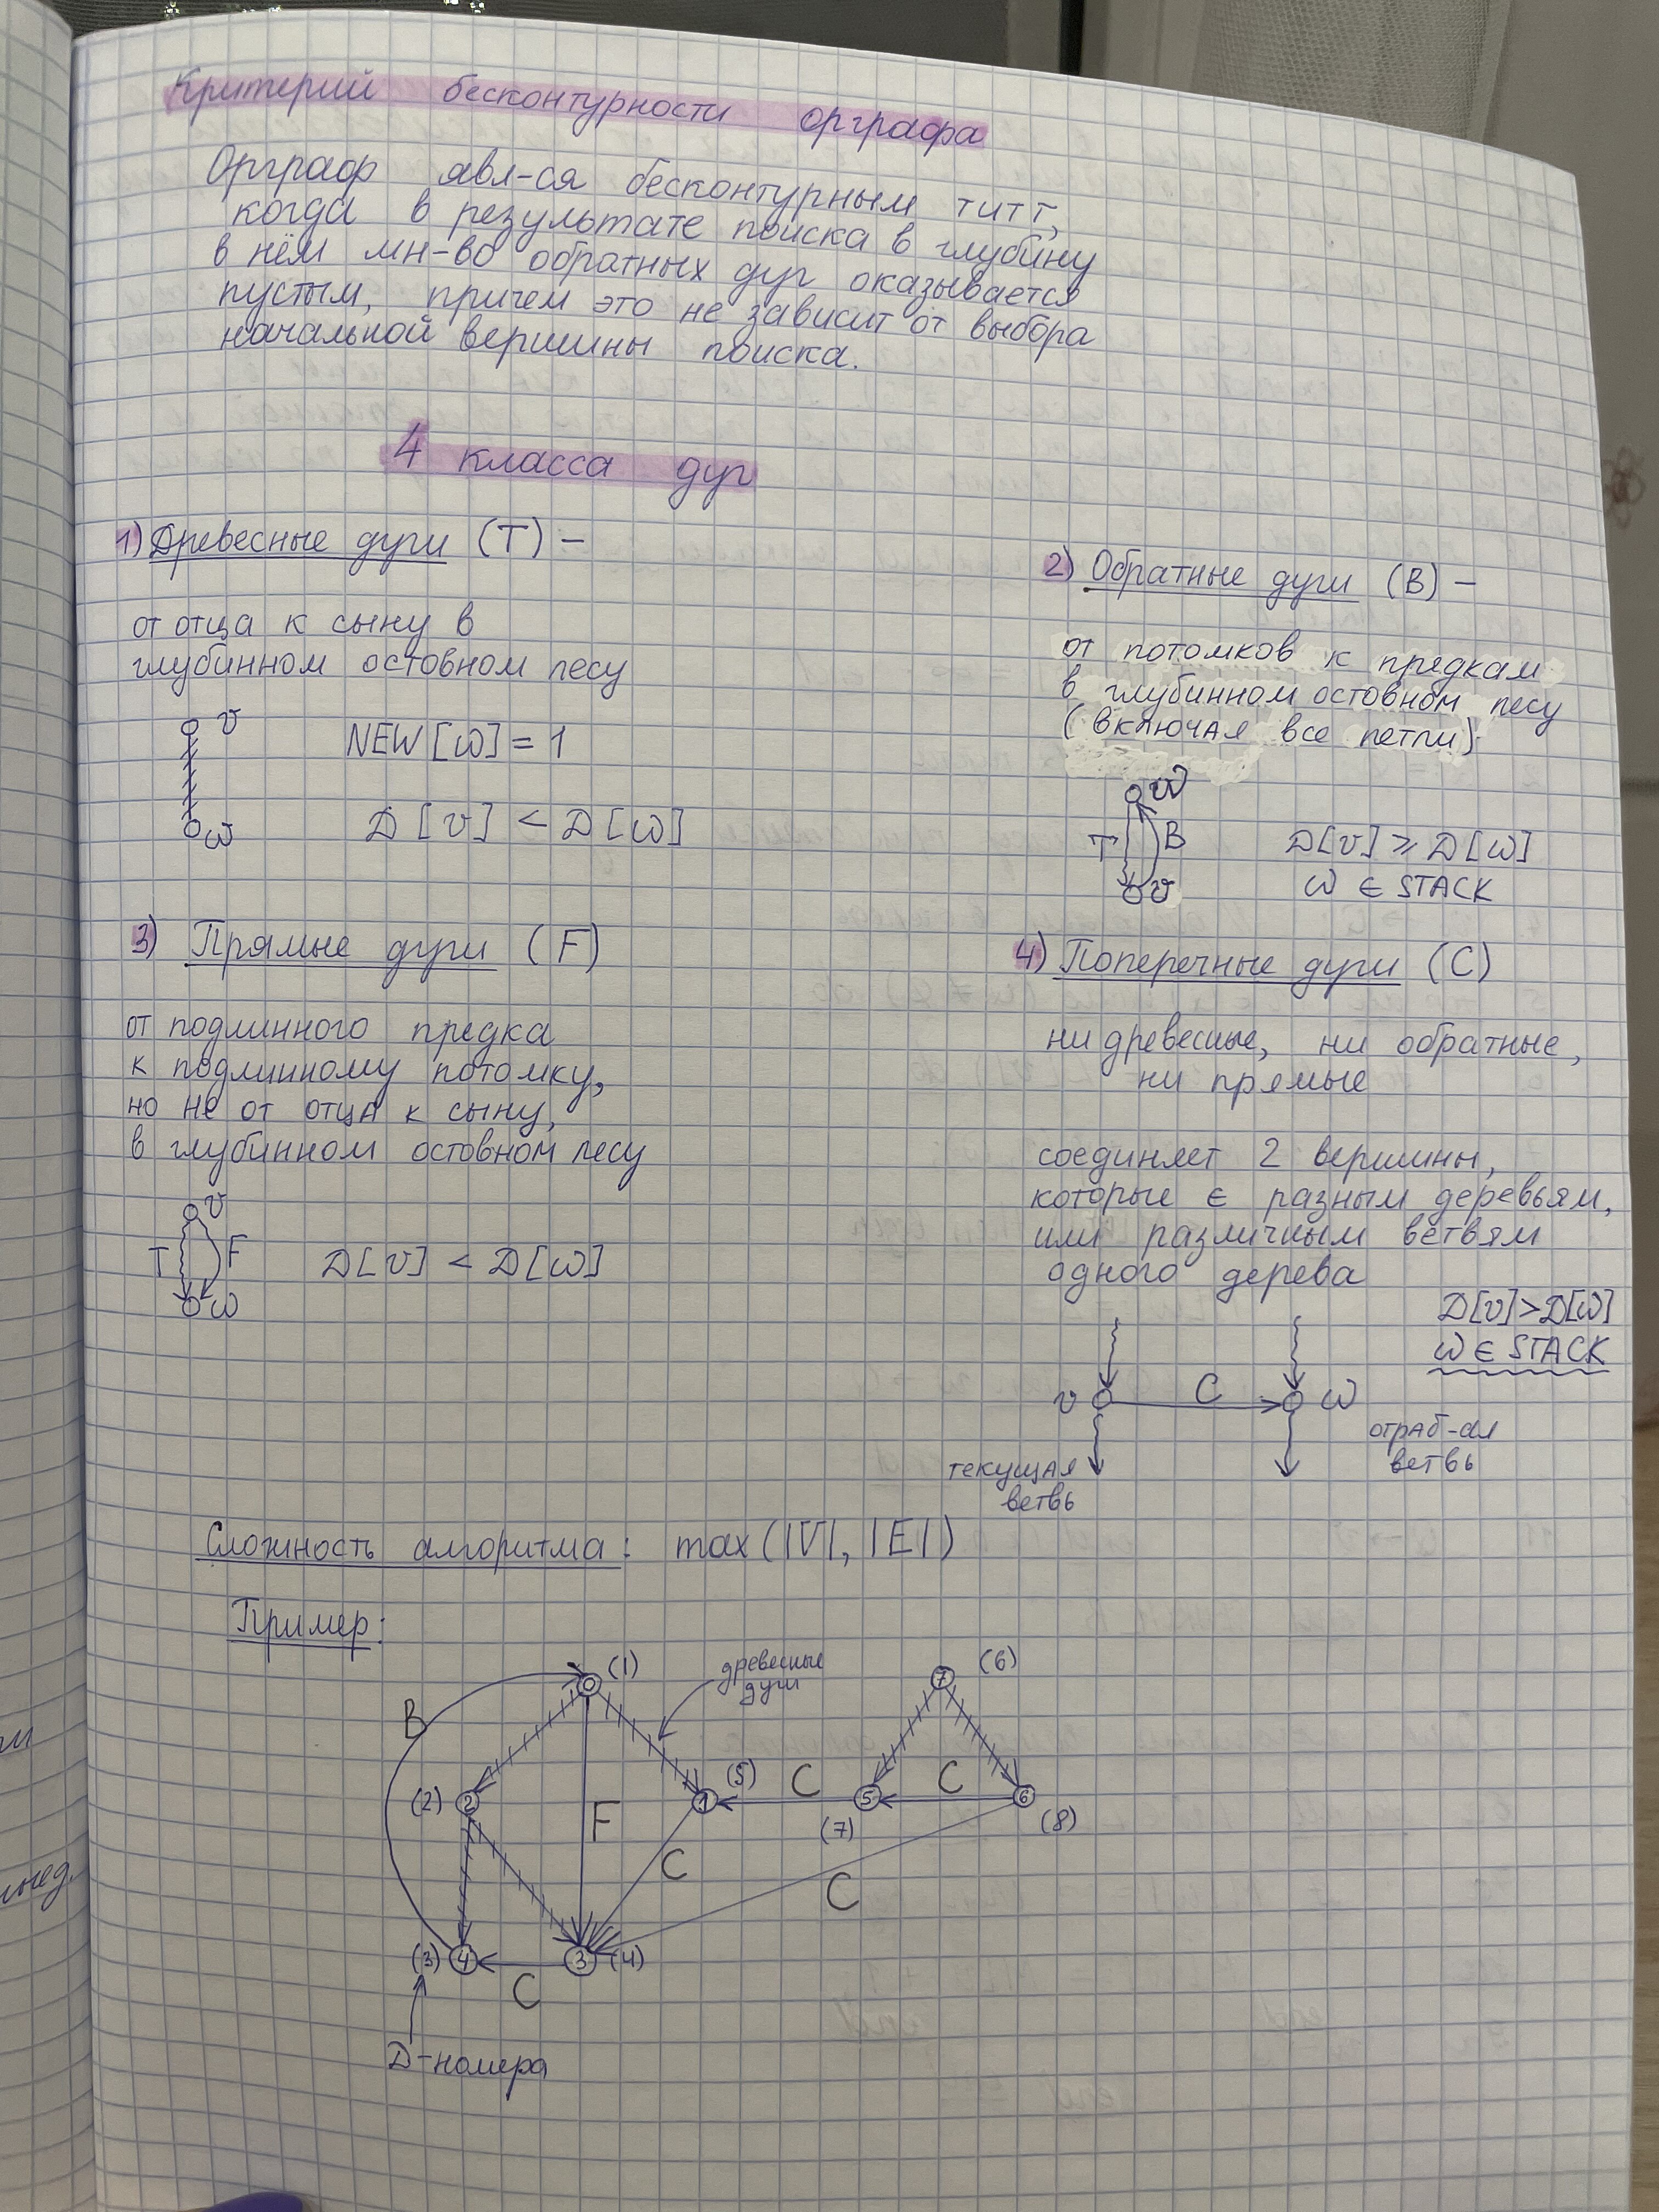 Критерий бесконтурности орграфа
Орграф явл-ся бесконтурным титт,
когда в результате поиска в глубину
в нём мн-во обратных дуг оказывается
пустым, причем это не зависит от выбора
начальной вершины поиска.
4 класса дуг
1) Древесные дуги (T) –
от отца к сыну в
глубинном остовном лесу
v
NEW[ω] = 1
ω
D[v] < D[ω]
2) Обратные дуги (B) –
от потомков к предкам
в глубинном остовном лесу
(включая все петли)
ω
T B
v
D[v] ⩾ D[ω]
ω ∈ STACK
3) Прямые дуги (F)
от подлинного предка
к подлинному потомку,
но не от отца к сыну,
в глубинном остовном лесу
v
T F
ω
D[v] < D[ω]
4) Поперечные дуги (C)
ни древесные, ни обратные,
ни прямые
соединяет 2 вершины,
которые ∈ разным деревьям,
или различным ветвям
одного дерева
D[v] > D[ω]
ω ∈ STACK
v C ω
отраб-ая
ветвь
текущая
ветвь
Сложность алгоритма: max(|V|, |E|)
Пример:
(1) древесные
дуги
0
7 (6)
B
(2) 2
F
1 (5)
C
5 (7)
C
6 (8)
C
C
(3) 4
C
3 (4)
D-номера